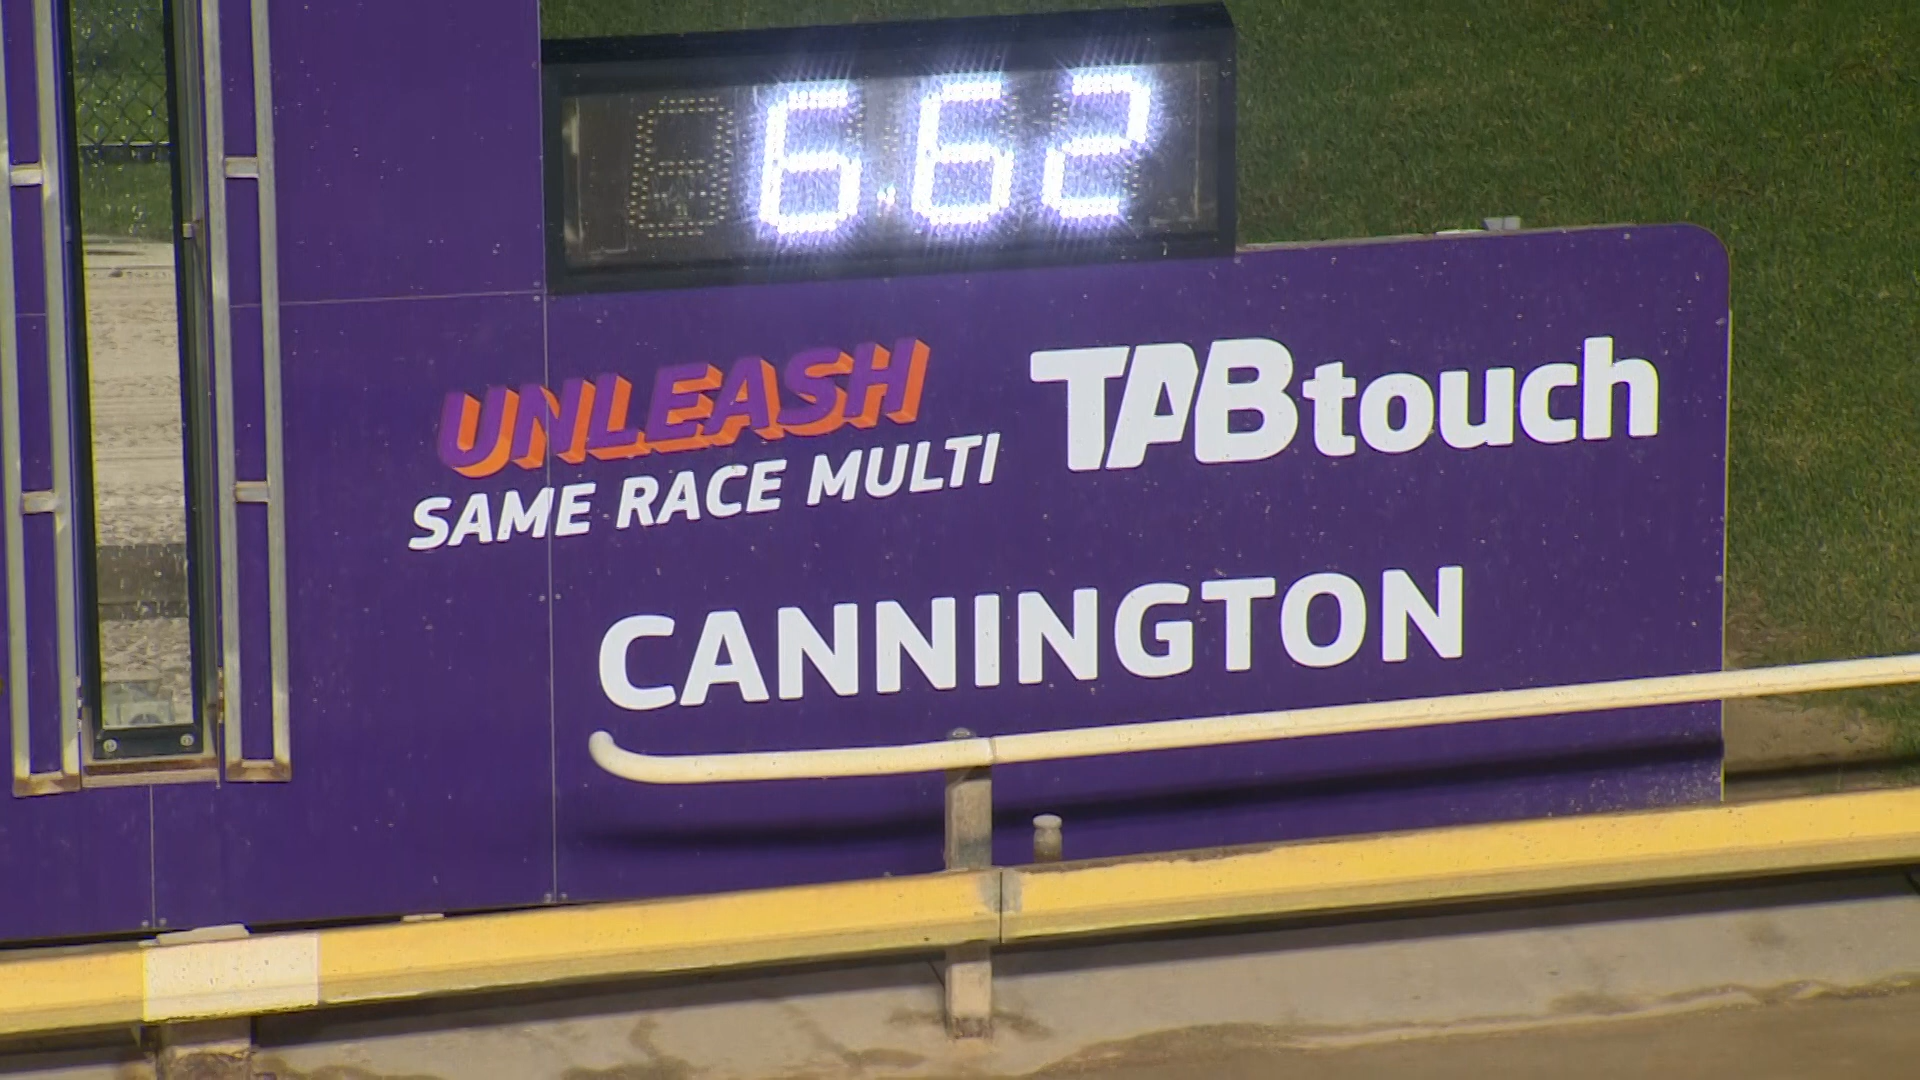 6.62
UNLEASH
SAME RACE MULTI
TABtouch
CANNINGTON